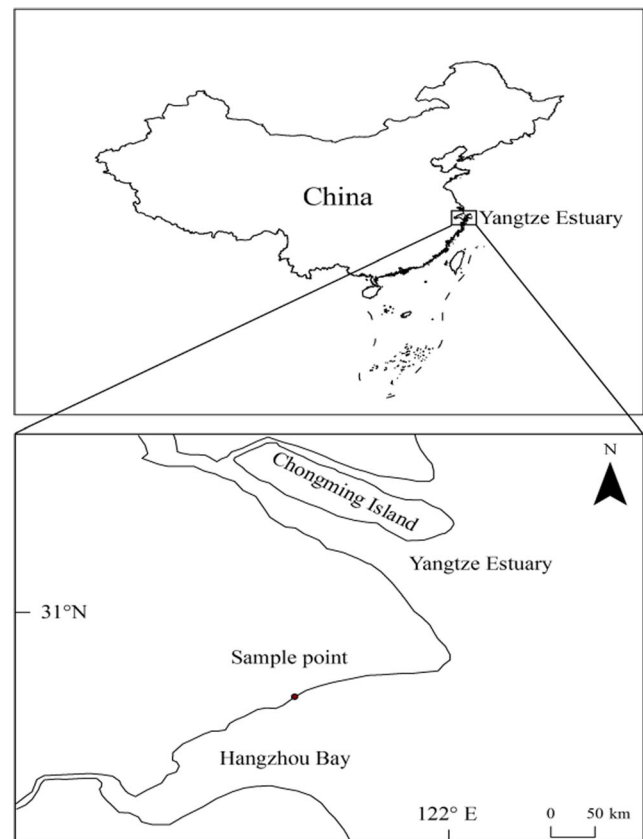 China
Yangtze Estuary
N
Chongming Island
Yangtze Estuary
31°N
Sample point
Hangzhou Bay
122° E
0 50 km